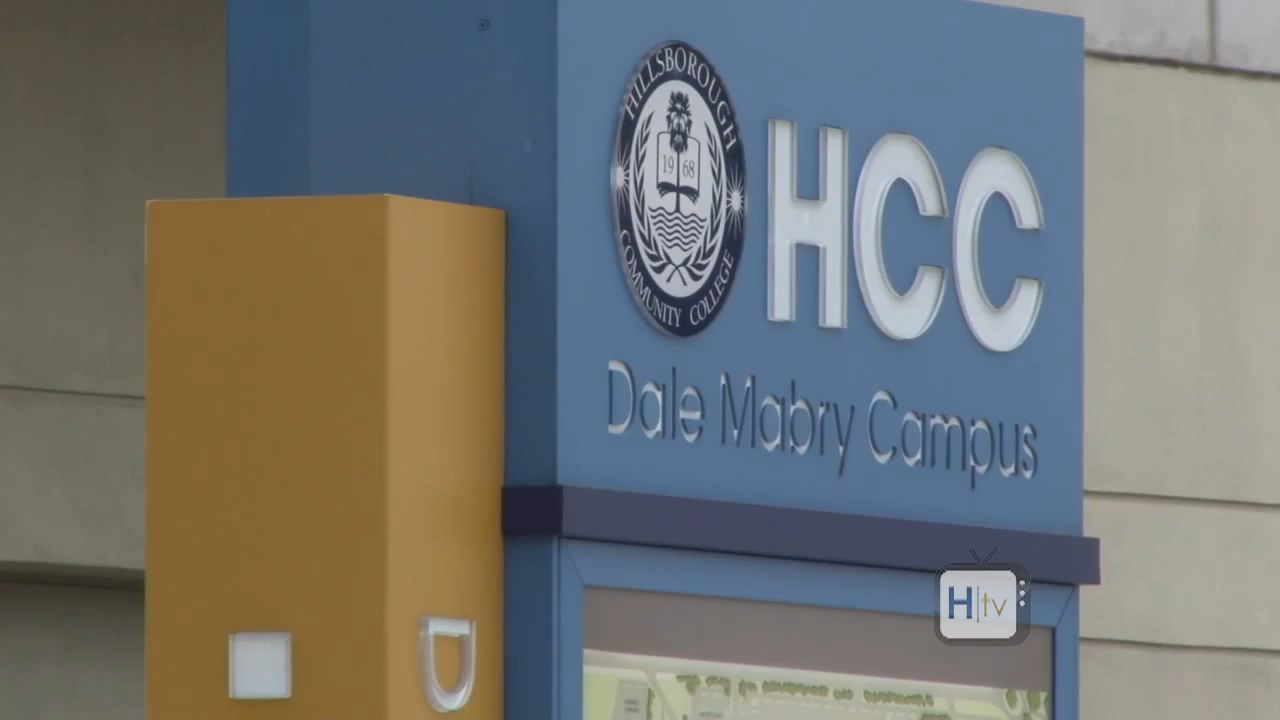 HILLSBOROUGH
19 68
COMMUNITY COLLEGE
HCC
Dale Mabry Campus
D
H|tv